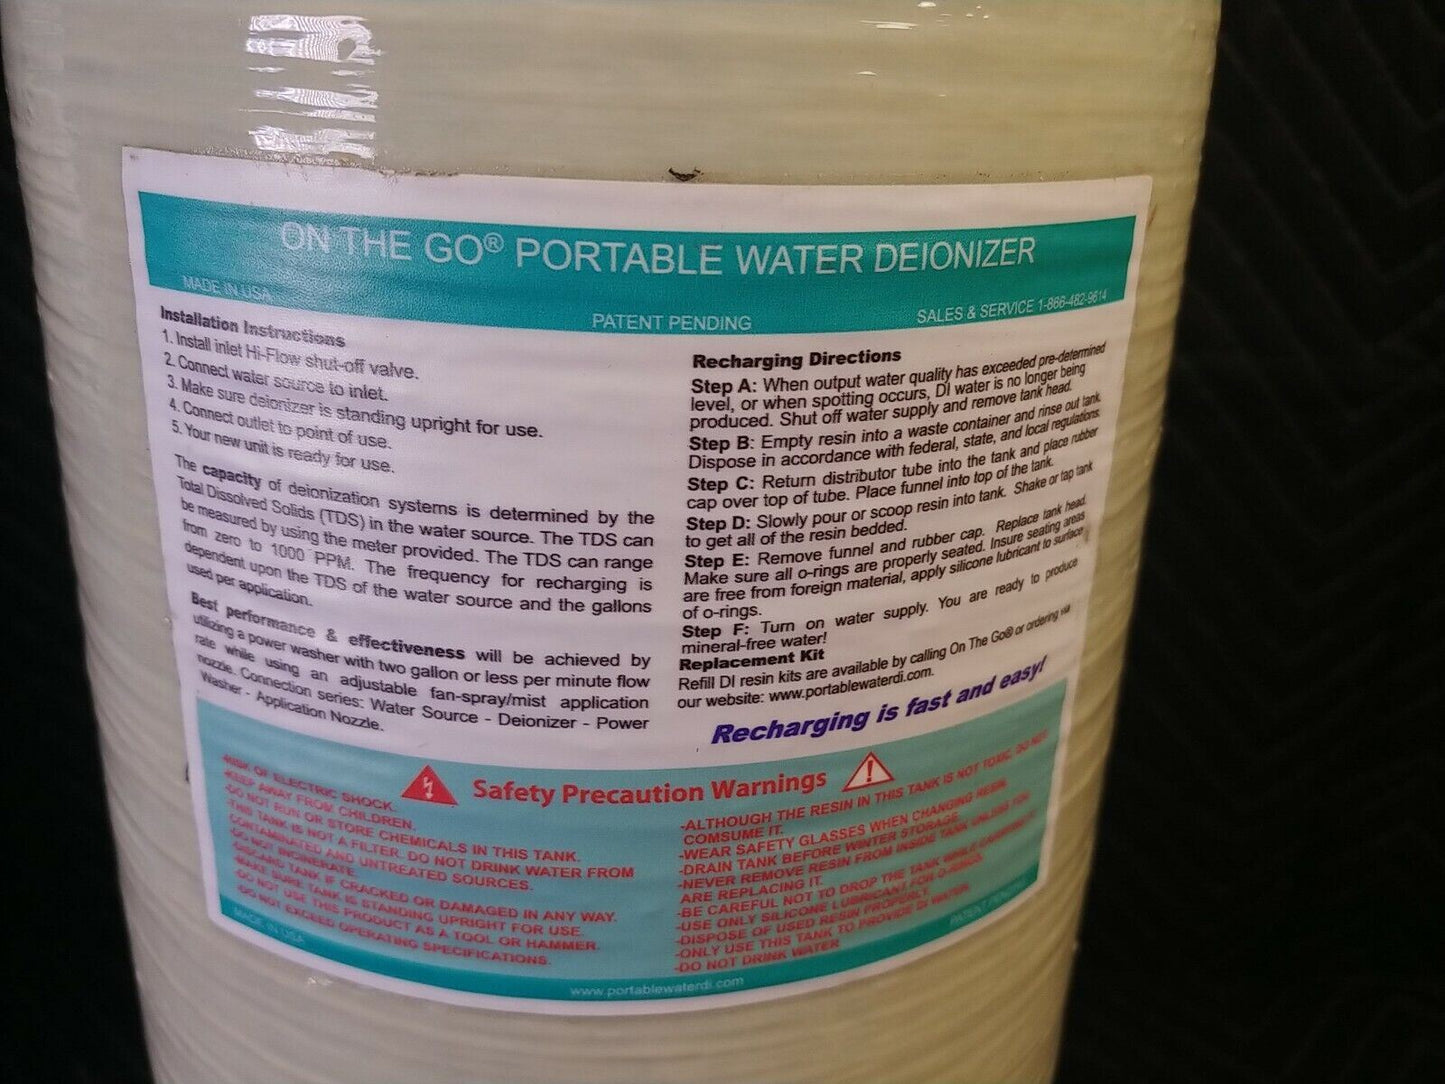 ON THE GO® PORTABLE WATER DEIONIZER
MADE IN USA
PATENT PENDING
SALES & SERVICE 1-866-482-9614
Installation Instructions
1. Install inlet Hi-Flow shut-off valve.
2. Connect water source to inlet.
3. Make sure deionizer is standing upright for use.
4. Connect outlet to point of use.
5. Your new unit is ready for use.
The capacity of deionization systems is determined by the
Total Dissolved Solids (TDS) in the water source. The TDS can
be measured by using the meter provided. The TDS can range
from zero to 1000 PPM. The frequency for recharging is
dependent upon the TDS of the water source and the gallons
used per application.
Best performance & effectiveness will be achieved by
utilizing a power washer with two gallon or less per minute flow
rate while using an adjustable fan-spray/mist application
nozzle. Connection series: Water Source - Deionizer - Power
Washer - Application Nozzle.
Recharging Directions
Step A: When output water quality has exceeded pre-determined
level, or when spotting occurs, DI water is no longer being
produced. Shut off water supply and remove tank head.
Step B: Empty resin into a waste container and rinse out tank.
Dispose in accordance with federal, state, and local regulations.
Step C: Return distributor tube into the tank and place rubber
cap over top of tube. Place funnel into top of the tank.
Step D: Slowly pour or scoop resin into tank. Shake or tap tank
to get all of the resin bedded.
Step E: Remove funnel and rubber cap. Replace tank head.
Make sure all o-rings are properly seated. Insure seating areas
are free from foreign material, apply silicone lubricant to surface
of o-rings.
Step F: Turn on water supply. You are ready to produce
mineral-free water!
Replacement Kit
Refill DI resin kits are available by calling On The Go® or ordering via
our website: www.portablewaterdi.com.
Recharging is fast and easy!
Safety Precaution Warnings
-RISK OF ELECTRIC SHOCK.
-KEEP AWAY FROM CHILDREN.
-DO NOT RUN OR STORE CHEMICALS IN THIS TANK.
-THIS TANK IS NOT A FILTER. DO NOT DRINK WATER FROM
CONTAMINATED AND UNTREATED SOURCES.
-DO NOT INCINERATE.
-DISCARD TANK IF CRACKED OR DAMAGED IN ANY WAY.
-MAKE SURE TANK IS STANDING UPRIGHT FOR USE.
-DO NOT USE THIS PRODUCT AS A TOOL OR HAMMER.
-DO NOT EXCEED OPERATING SPECIFICATIONS.
-ALTHOUGH THE RESIN IN THIS TANK IS NOT TOXIC, DO NOT
COMSUME IT.
-WEAR SAFETY GLASSES WHEN CHANGING RESIN.
-DRAIN TANK BEFORE WINTER STORAGE.
-NEVER REMOVE RESIN FROM INSIDE TANK UNLESS YOU
ARE REPLACING IT.
-BE CAREFUL NOT TO DROP THE TANK WHILE CARRYING IT.
-USE ONLY SILICONE LUBRICANT FOR O-RINGS.
-DISPOSE OF USED RESIN PROPERLY.
-ONLY USE THIS TANK TO PROVIDE DI WATER.
-DO NOT DRINK WATER
MADE IN USA
PATENT PENDING
www.portablewaterdi.com